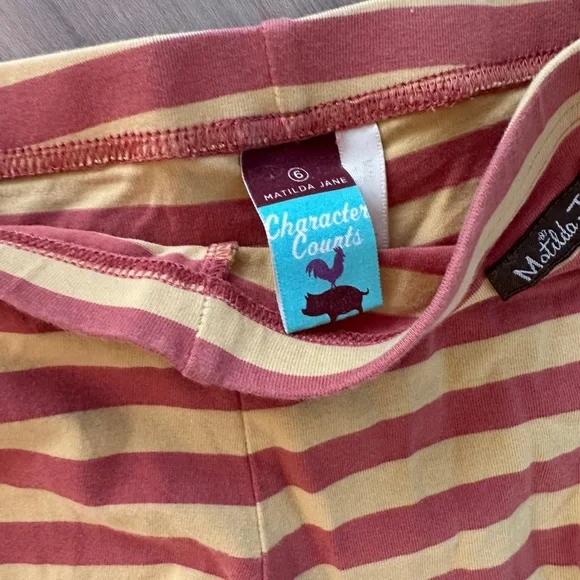 6
MATILDA JANE
Character
Counts
Matilda